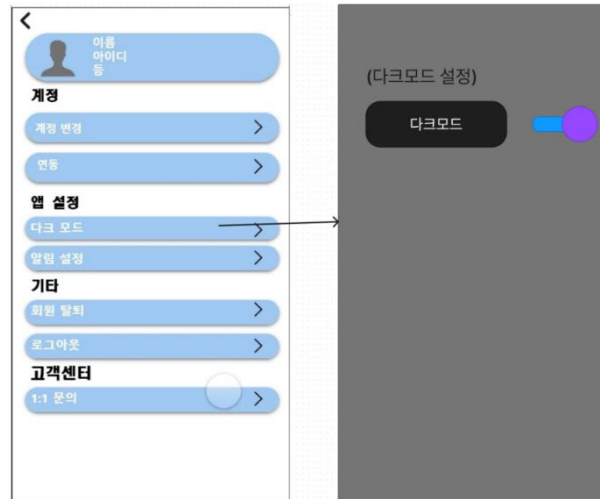 이름
아이디
등
계정
계정 변경
연동
앱 설정
다크 모드
알림 설정
기타
회원 탈퇴
로그아웃
고객센터
1:1 문의
(다크모드 설정)
다크모드